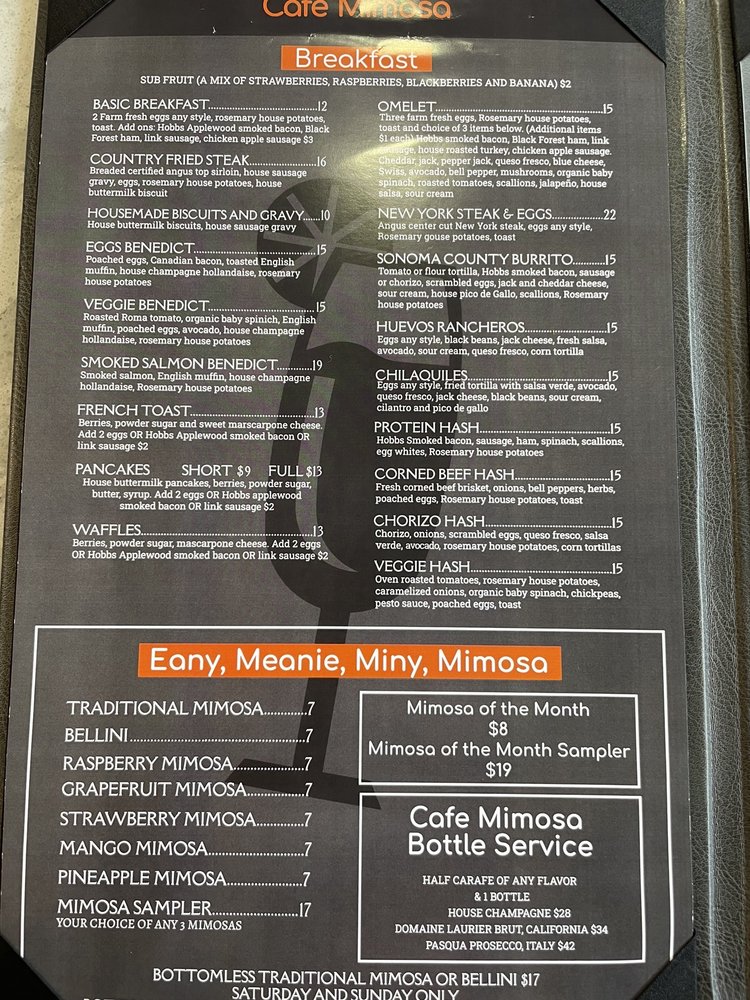 Cafe Mimosa
Breakfast
SUB FRUIT (A MIX OF STRAWBERRIES, RASPBERRIES, BLACKBERRIES AND BANANA) $2
BASIC BREAKFAST.......................12
2 Farm fresh eggs any style, rosemary house potatoes,
toast. Add ons: Hobbs Applewood smoked bacon, Black
Forest ham, link sausage, chicken apple sausage $3
COUNTRY FRIED STEAK..............16
Breaded certified angus top sirloin, house sausage
gravy, eggs, rosemary house potatoes, house
buttermilk biscuit
HOUSEMADE BISCUITS AND GRAVY.....10
House buttermilk biscuits, house sausage gravy
EGGS BENEDICT.........................15
Poached eggs, Canadian bacon, toasted English
muffin, house champagne hollandaise, rosemary
house potatoes
VEGGIE BENEDICT.......................15
Roasted Roma tomato, organic baby spinich, English
muffin, poached eggs, avocado, house champagne
hollandaise, rosemary house potatoes
SMOKED SALMON BENEDICT.........19
Smoked salmon, English muffin, house champagne
hollandaise, Rosemary house potatoes
FRENCH TOAST..........................13
Berries, powder sugar and sweet marscarpone cheese.
Add 2 eggs OR Hobbs Applewood smoked bacon OR
link sausage $2
PANCAKES SHORT $9 FULL $13
House buttermilk pancakes, berries, powder sugar,
butter, syrup. Add 2 eggs OR Hobbs applewood
smoked bacon OR link sausage $2
WAFFLES..................................13
Berries, powder sugar, mascarpone cheese. Add 2 eggs
OR Hobbs Applewood smoked bacon OR link sausage $2
OMELET...................................15
Three farm fresh eggs, Rosemary house potatoes,
toast and choice of 3 items below. (Additional items
$1 each) Hobbs smoked bacon, Black Forest ham, link
sausage, house roasted turkey, chicken apple sausage.
Cheddar, jack, pepper jack, queso fresco, blue cheese,
Swiss, avocado, bell pepper, mushrooms, organic baby
spinach, roasted tomatoes, scallions, jalapeño, house
salsa, sour cream
NEW YORK STEAK & EGGS.............22
Angus center cut New York steak, eggs any style,
Rosemary gouse potatoes, toast
SONOMA COUNTY BURRITO........15
Tomato or flour tortilla, Hobbs smoked bacon, sausage
or chorizo, scrambled eggs, jack and cheddar cheese,
sour cream, house pico de Gallo, scallions, Rosemary
house potatoes
HUEVOS RANCHEROS...................15
Eggs any style, black beans, jack cheese, fresh salsa,
avocado, sour cream, queso fresco, corn tortilla
CHILAQUILES...............................15
Eggs any style, fried tortilla with salsa verde, avocado,
queso fresco, jack cheese, black beans, sour cream,
cilantro and pico de gallo
PROTEIN HASH.............................15
Hobbs Smoked bacon, sausage, ham, spinach, scallions,
egg whites, Rosemary house potatoes
CORNED BEEF HASH.....................15
Fresh corned beef brisket, onions, bell peppers, herbs,
poached eggs, Rosemary house potatoes, toast
CHORIZO HASH............................15
Chorizo, onions, scrambled eggs, queso fresco, salsa
verde, avocado, rosemary house potatoes, corn tortillas
VEGGIE HASH...............................15
Oven roasted tomatoes, rosemary house potatoes,
caramelized onions, organic baby spinach, chickpeas,
pesto sauce, poached eggs, toast
Eany, Meanie, Miny, Mimosa
TRADITIONAL MIMOSA............7
BELLINI.......................................7
RASPBERRY MIMOSA................7
GRAPEFRUIT MIMOSA.............7
STRAWBERRY MIMOSA............7
MANGO MIMOSA...................7
PINEAPPLE MIMOSA................7
MIMOSA SAMPLER..................17
YOUR CHOICE OF ANY 3 MIMOSAS
Mimosa of the Month
$8
Mimosa of the Month Sampler
$19
Cafe Mimosa
Bottle Service
HALF CARAFE OF ANY FLAVOR
& 1 BOTTLE
HOUSE CHAMPAGNE $28
DOMAINE LAURIER BRUT, CALIFORNIA $34
PASQUA PROSECCO, ITALY $42
BOTTOMLESS TRADITIONAL MIMOSA OR BELLINI $17
SATURDAY AND SUNDAY ONLY